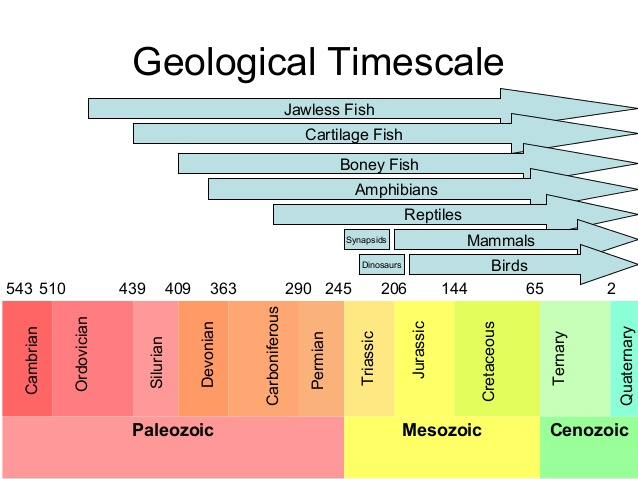 Geological Timescale
Jawless Fish
Cartilage Fish
Boney Fish
Amphibians
Reptiles
Synapsids
Mammals
Dinosaurs
Birds
543 510 439 409 363 290 245 206 144 65 2
Cambrian
Ordovician
Silurian
Devonian
Carboniferous
Permian
Triassic
Jurassic
Cretaceous
Ternary
Quaternary
Paleozoic
Mesozoic
Cenozoic